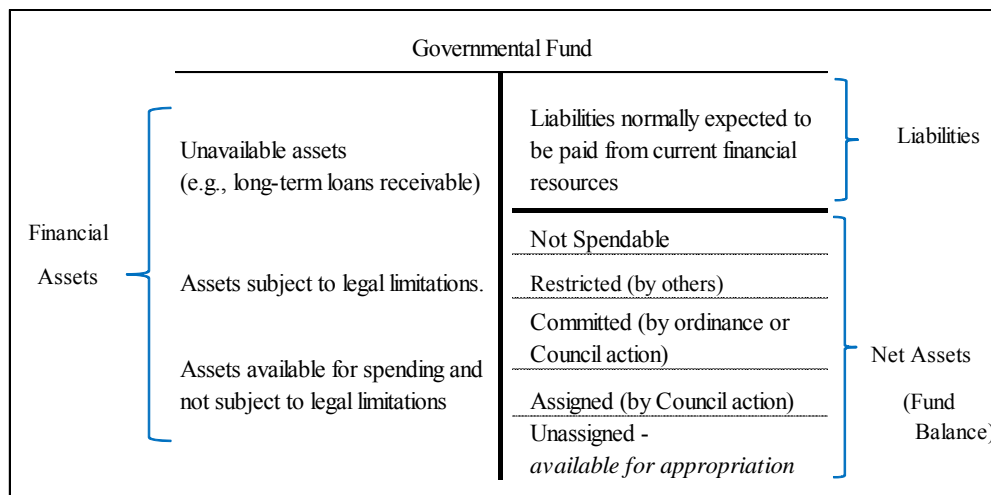 Governmental Fund
Financial
Assets
Unavailable assets
(e.g., long-term loans receivable)
Assets subject to legal limitations.
Assets available for spending and
not subject to legal limitations
Liabilities normally expected to
be paid from current financial
resources
Liabilities
Not Spendable
Restricted (by others)
Committed (by ordinance or
Council action)
Assigned (by Council action)
Unassigned -
available for appropriation
Net Assets
(Fund
Balance)